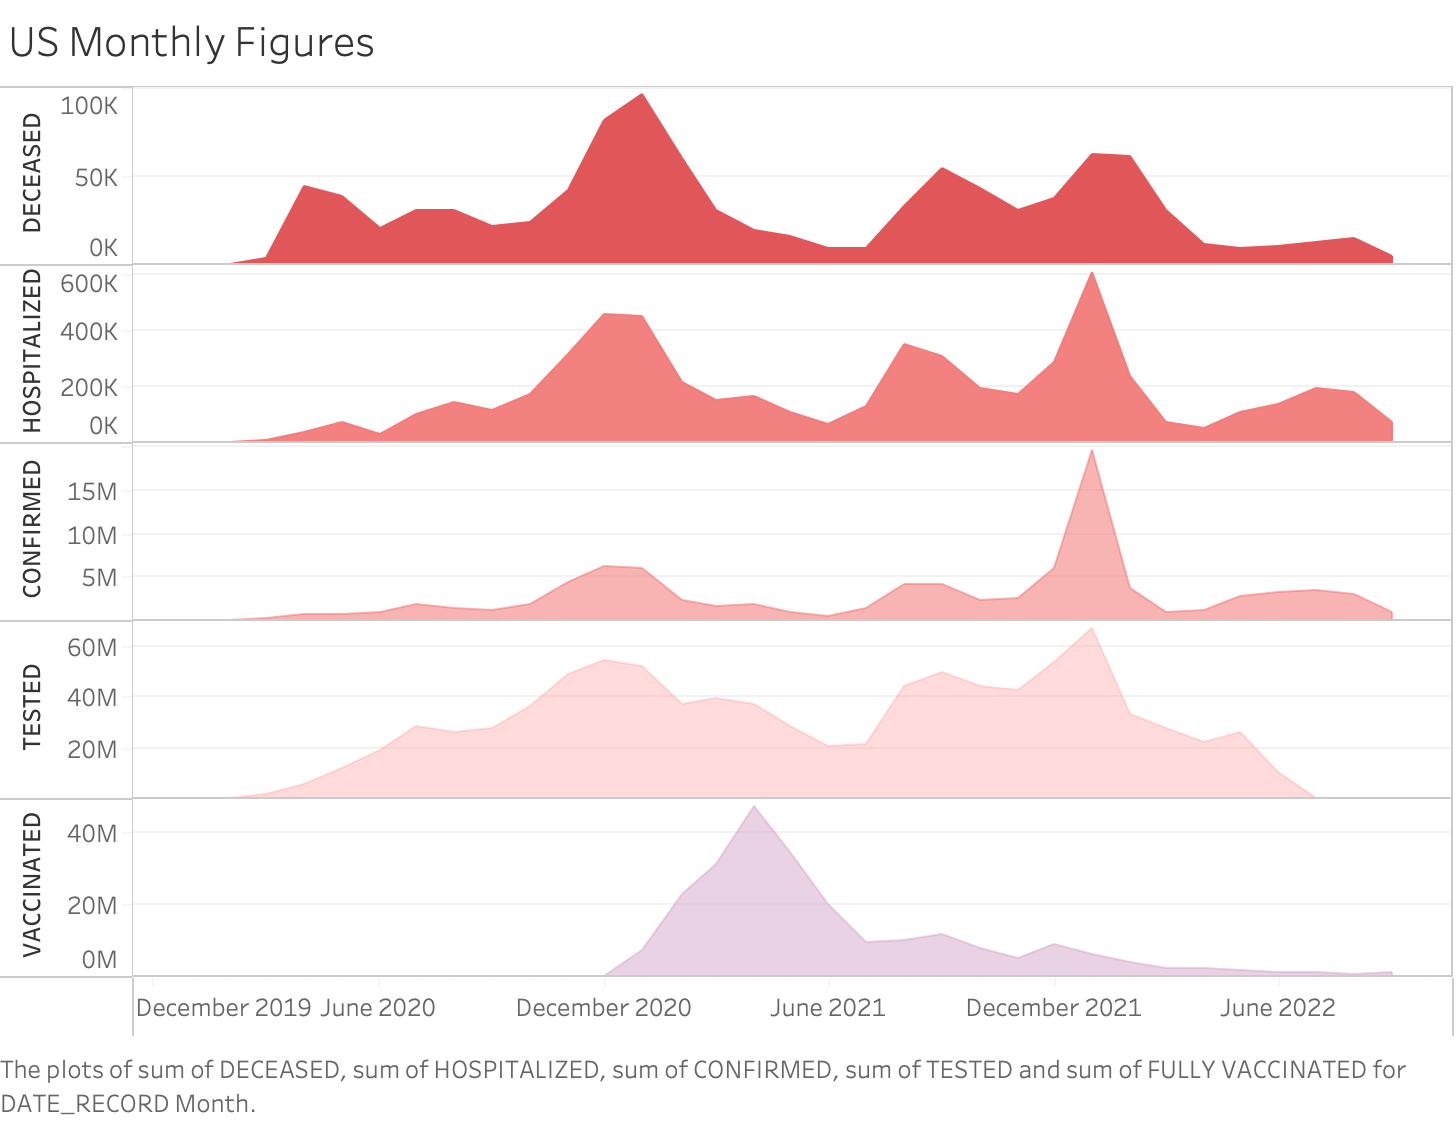 US Monthly Figures
DECEASED
100K
50K
0K
HOSPITALIZED
600K
400K
200K
0K
CONFIRMED
15M
10M
5M
TESTED
60M
40M
20M
VACCINATED
40M
20M
0M
December 2019 June 2020 December 2020 June 2021 December 2021 June 2022
The plots of sum of DECEASED, sum of HOSPITALIZED, sum of CONFIRMED, sum of TESTED and sum of FULLY VACCINATED for
DATE_RECORD Month.